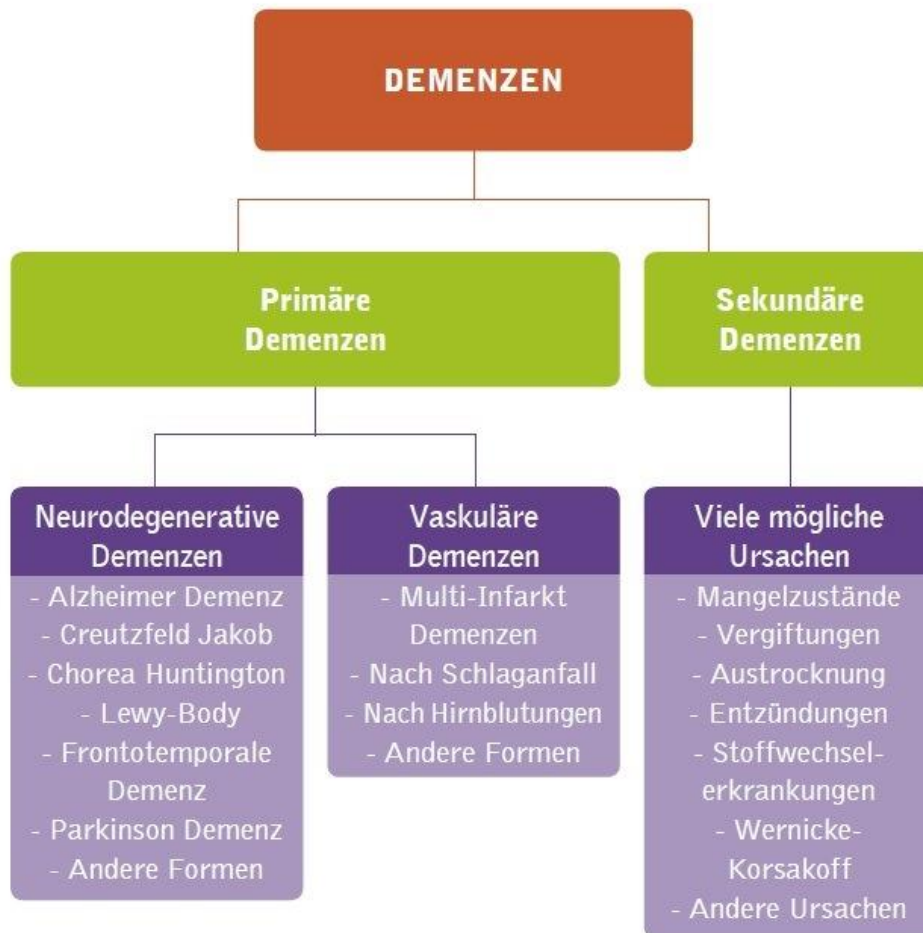 DEMENZEN
Primäre
Demenzen
Sekundäre
Demenzen
Neurodegenerative
Demenzen
- Alzheimer Demenz
- Creutzfeld Jakob
- Chorea Huntington
- Lewy-Body
- Frontotemporale
Demenz
- Parkinson Demenz
- Andere Formen
Vaskuläre
Demenzen
- Multi-Infarkt
Demenzen
- Nach Schlaganfall
- Nach Hirnblutungen
- Andere Formen
Viele mögliche
Ursachen
- Mangelzustände
- Vergiftungen
- Austrocknung
- Entzündungen
- Stoffwechsel-
erkrankungen
- Wernicke-
Korsakoff
- Andere Ursachen